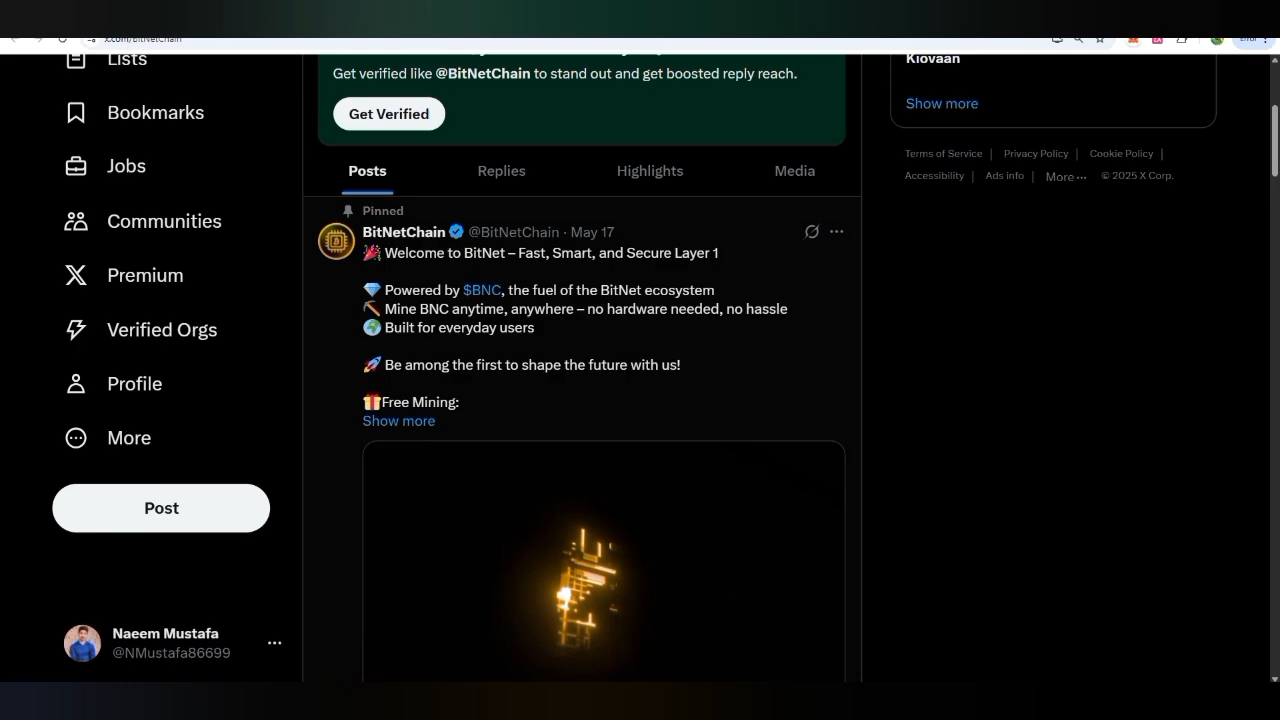 x.com/BitNetChain
Error
Lists
Bookmarks
Jobs
Communities
Premium
Verified Orgs
Profile
More
Post
Naeem Mustafa
@NMustafa86699
Get verified like @BitNetChain to stand out and get boosted reply reach.
Get Verified
Posts Replies Highlights Media
Pinned
BitNetChain @BitNetChain · May 17
🎉 Welcome to BitNet – Fast, Smart, and Secure Layer 1
💎 Powered by $BNC, the fuel of the BitNet ecosystem
⛏️ Mine BNC anytime, anywhere – no hardware needed, no hassle
🌍 Built for everyday users
🚀 Be among the first to shape the future with us!
🎁Free Mining:
Show more
Kiovaan
Show more
Terms of Service | Privacy Policy | Cookie Policy |
Accessibility | Ads info | More ··· © 2025 X Corp.